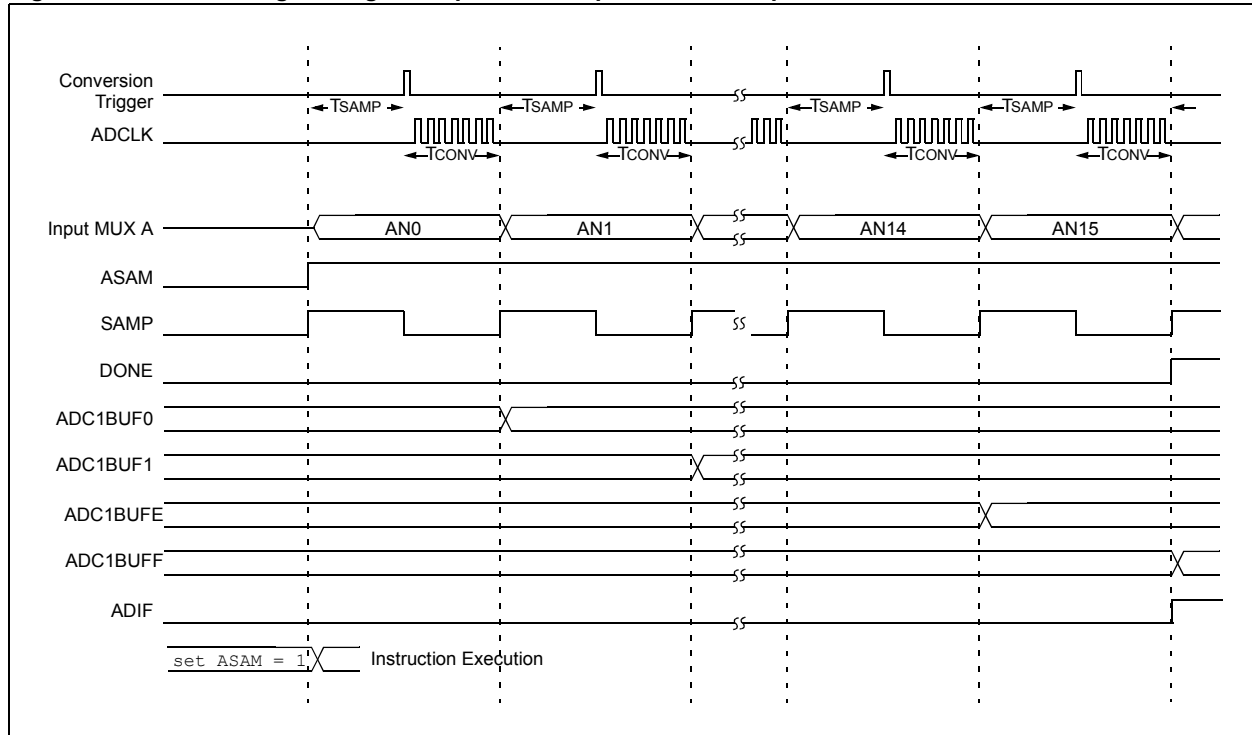 Conversion
Trigger
TSAMP TSAMP TSAMP TSAMP
ADCLK
TCONV TCONV TCONV TCONV
Input MUX A AN0 AN1 AN14 AN15
ASAM
SAMP
DONE
ADC1BUF0
ADC1BUF1
ADC1BUFE
ADC1BUFF
ADIF
set ASAM = 1 Instruction Execution